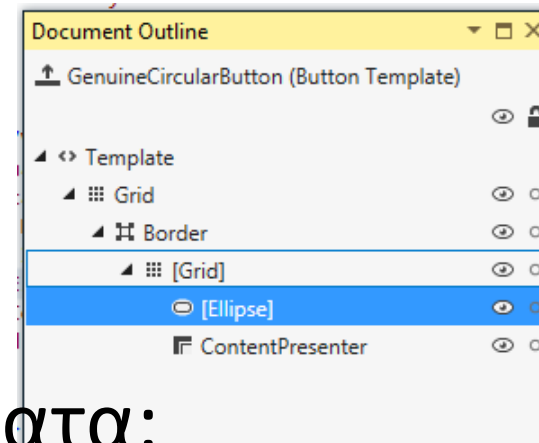 Document Outline
GenuineCircularButton (Button Template)
Template
Grid
Border
[Grid]
[Ellipse]
ContentPresenter
ατα: